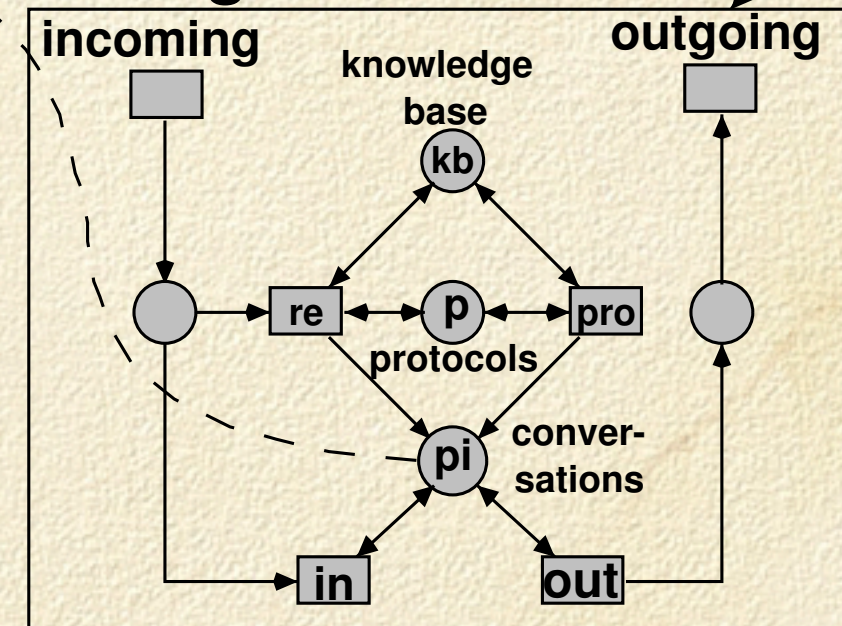 incoming
outgoing
knowledge
base
kb
re
p
pro
protocols
pi
conver-
sations
in
out